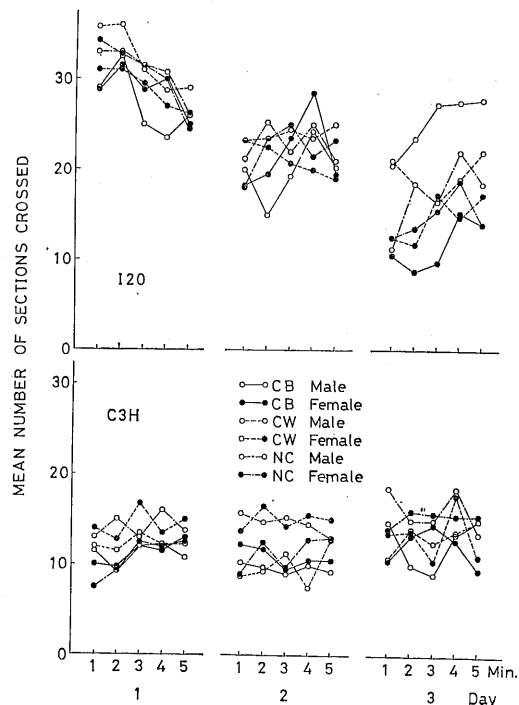 MEAN NUMBER OF SECTIONS CROSSED
30
20
10
0
I20
30
20
10
0
C3H
CB Male
CB Female
CW Male
CW Female
NC Male
NC Female
1 2 3 4 5 1 2 3 4 5 1 2 3 4 5 Min.
1 2 3 Day